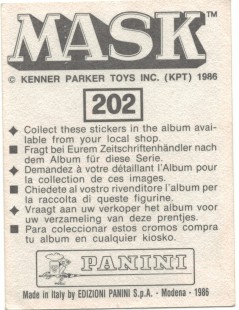 MASK™
© KENNER PARKER TOYS INC. (KPT) 1986
202
◆ Collect these stickers in the album avai-
lable from your local shop.
■ Fragt bei Eurem Zeitschriftenhändler nach
dem Album für diese Serie.
◆ Demandez à votre détaillant l'Album pour
la collection de ces images.
■ Chiedete al vostro rivenditore l'album per
la raccolta di queste figurine.
◆ Vraagt aan uw verkoper het album voor
uw verzameling van deze prentjes.
■ Para coleccionar estos cromos compra
tu album en cualquier kiosko.
PANINI
Made in Italy by EDIZIONI PANINI S.p.A. - Modena - 1986